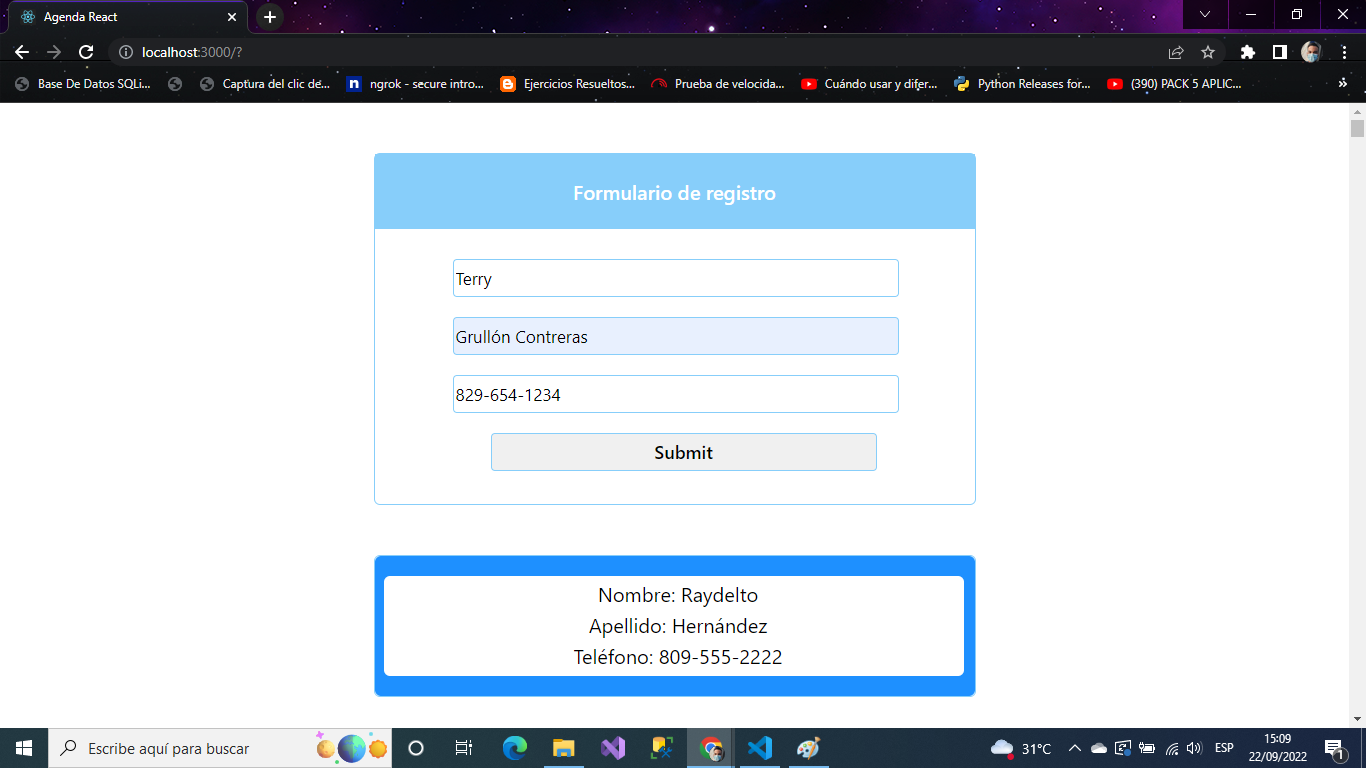 Agenda React
localhost:3000/?
Base De Datos SQLi... Captura del clic de... ngrok - secure intro... Ejercicios Resueltos... Prueba de velocida... Cuándo usar y difer... Python Releases for... (390) PACK 5 APLIC... »
Formulario de registro
Terry
Grullón Contreras
829-654-1234
Submit
Nombre: Raydelto
Apellido: Hernández
Teléfono: 809-555-2222
Escribe aquí para buscar
31°C
ESP
15:09
22/09/2022
1